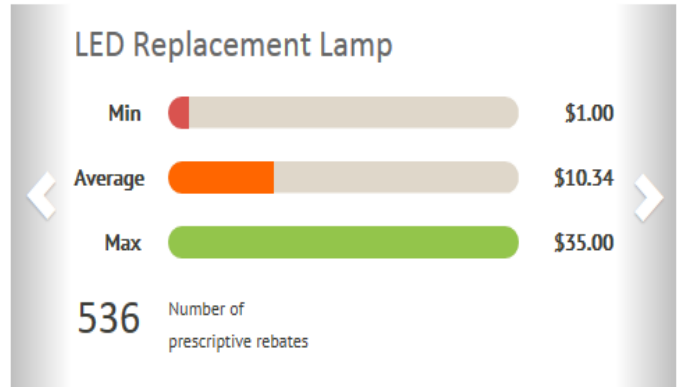 LED Replacement Lamp
Min $1.00
Average $10.34
Max $35.00
536 Number of
prescriptive rebates